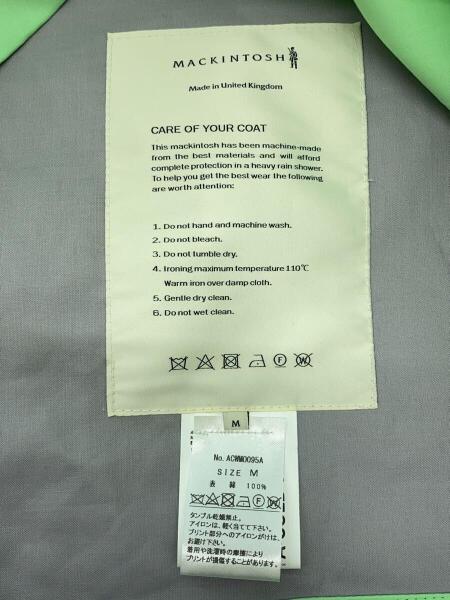 MACKINTOSH
Made in United Kingdom
CARE OF YOUR COAT
This mackintosh has been machine-made
from the best materials and will afford
complete protection in a heavy rain shower.
To help you get the best wear the following
are worth attention:
1. Do not hand and machine wash.
2. Do not bleach.
3. Do not tumble dry.
4. Ironing maximum temperature 110℃
Warm iron over damp cloth.
5. Gentle dry clean.
6. Do not wet clean.
F W
M
No. ACWM0095A
SIZE M
表 綿 100%
F W
タンブル乾燥禁止。
アイロンは、軽く当てて下さい。
プリント部分へのアイロンがけは、
お避け下さい。
着用や洗濯時の摩擦により
プリントが損傷することがあります。